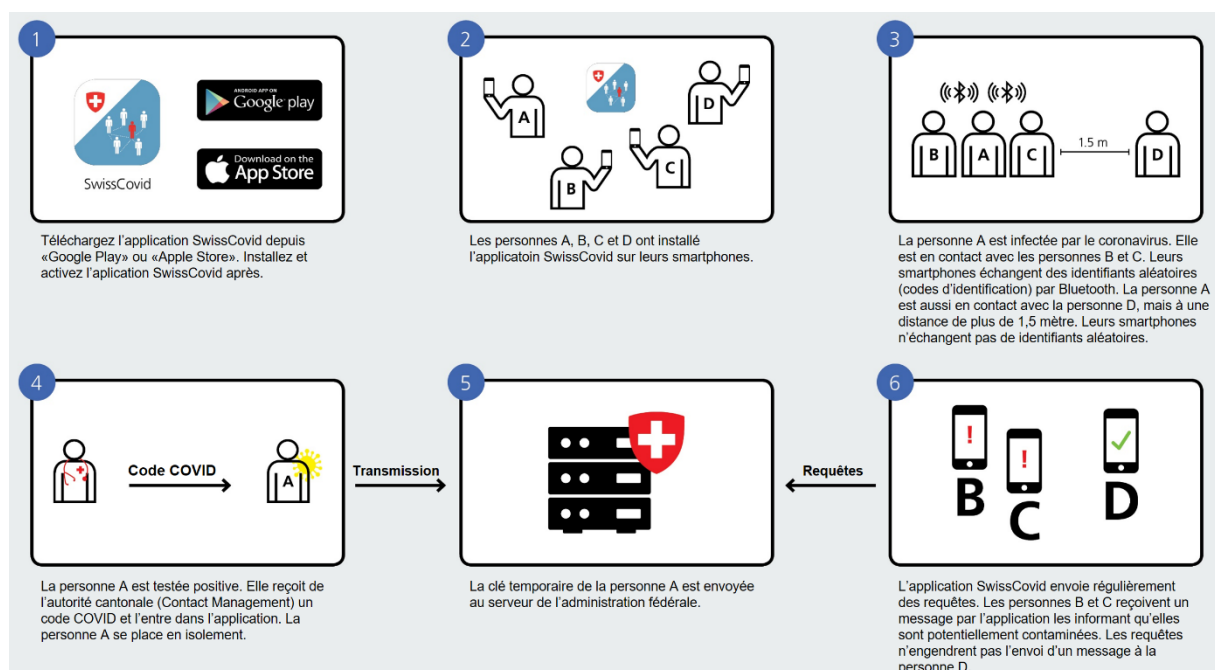 1
SwissCovid
ANDROID APP ON
Google play
Download on the
App Store
Téléchargez l'application SwissCovid depuis
«Google Play» ou «Apple Store». Installez et
activez l'aplication SwissCovid après.
2
A
B
C
D
Les personnes A, B, C et D ont installé
l'applicatoin SwissCovid sur leurs smartphones.
3
B
A
C
1.5 m
D
La personne A est infectée par le coronavirus. Elle
est en contact avec les personnes B et C. Leurs
smartphones échangent des identifiants aléatoires
(codes d'identification) par Bluetooth. La personne A
est aussi en contact avec la personne D, mais à une
distance de plus de 1,5 mètre. Leurs smartphones
n'échangent pas de identifiants aléatoires.
4
Code COVID
A
La personne A est testée positive. Elle reçoit de
l'autorité cantonale (Contact Management) un
code COVID et l'entre dans l'application. La
personne A se place en isolement.
Transmission
5
La clé temporaire de la personne A est envoyée
au serveur de l'administration fédérale.
Requêtes
6
!
B
!
C
D
L'application SwissCovid envoie régulièrement
des requêtes. Les personnes B et C reçoivent un
message par l'application les informant qu'elles
sont potentiellement contaminées. Les requêtes
n'engendrent pas l'envoi d'un message à la
personne D.